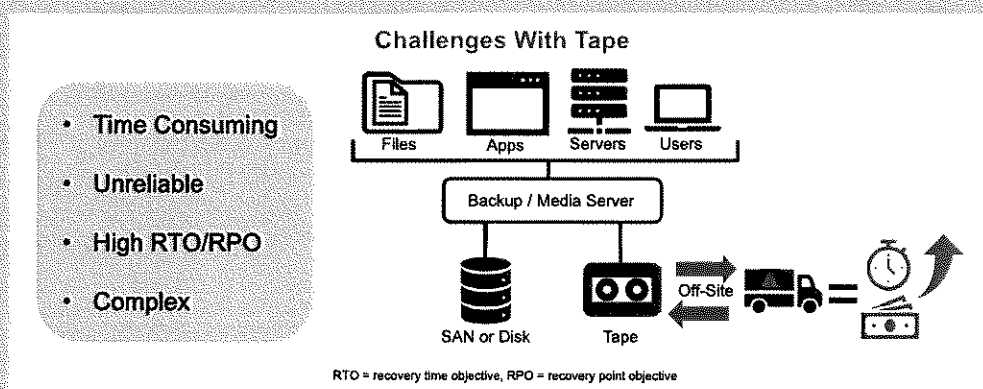 Challenges With Tape
• Time Consuming
• Unreliable
• High RTO/RPO
• Complex
Files
Apps
Servers
Users
Backup / Media Server
SAN or Disk
Tape
Off-Site
RTO = recovery time objective, RPO = recovery point objective